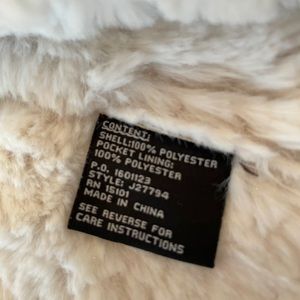 CONTENT:
SHELL:100% POLYESTER
POCKET LINING:
100% POLYESTER
P.O. 1601123
STYLE: J27794
RN 15101
MADE IN CHINA
SEE REVERSE FOR
CARE INSTRUCTIONS